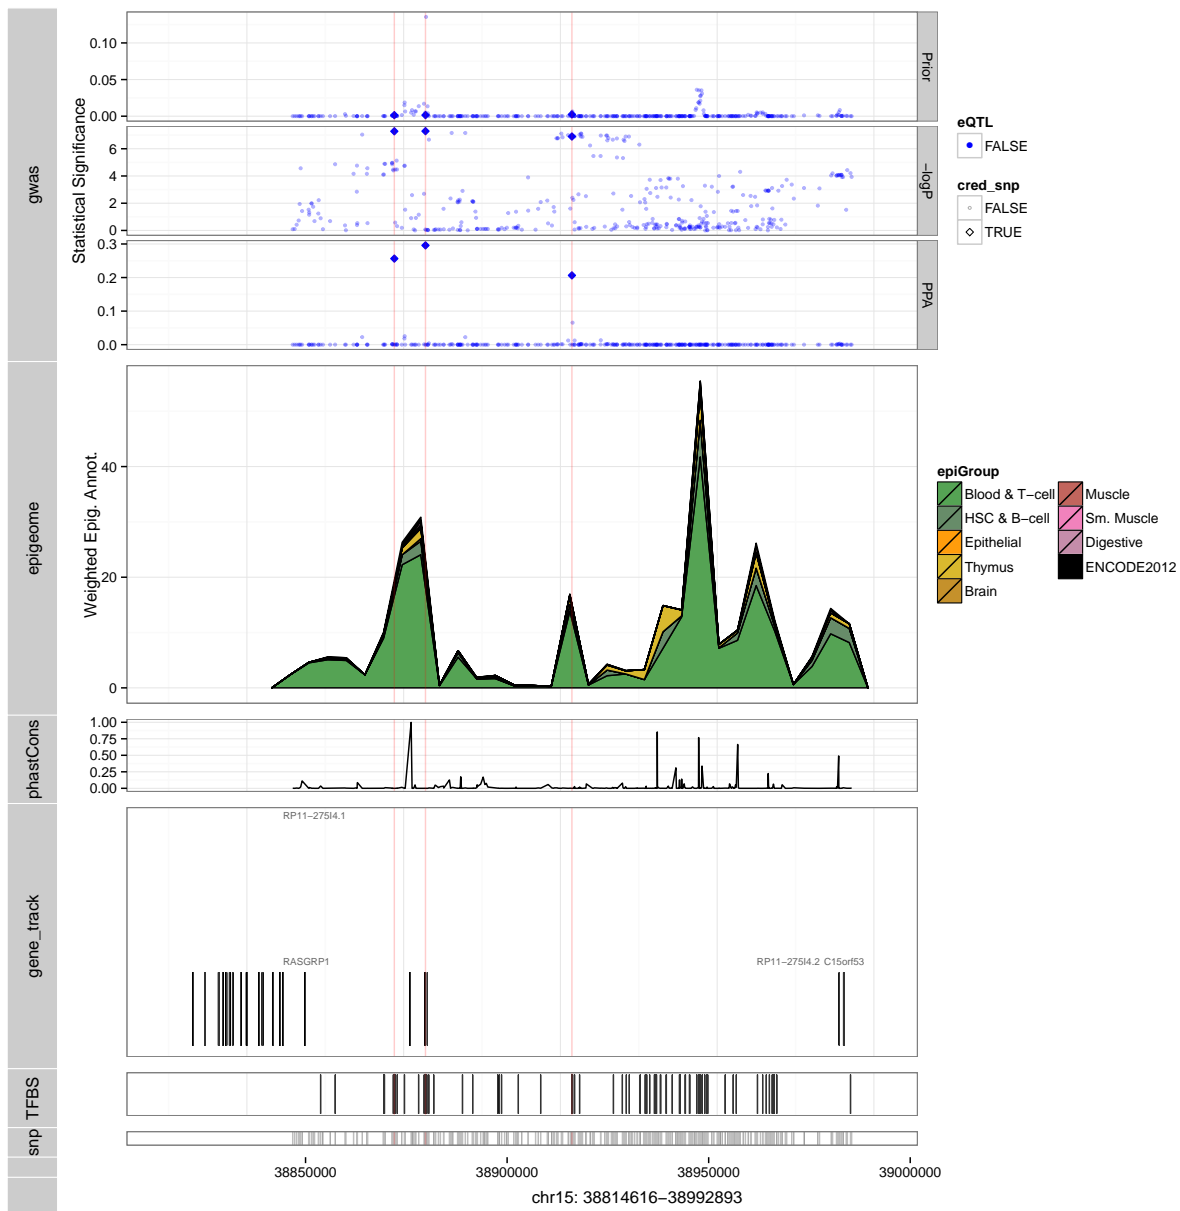 gwas
Statistical Significance
0.10
0.05
0.00
Prior
6
4
2
0
−logP
0.3
0.2
0.1
0.0
PPA
eQTL
FALSE
cred_snp
FALSE
TRUE
epigeome
Weighted Epig. Annot.
40
20
0
epiGroup
Blood & T−cell
HSC & B−cell
Epithelial
Thymus
Brain
Muscle
Sm. Muscle
Digestive
ENCODE2012
phastCons
1.00
0.75
0.50
0.25
0.00
gene_track
RP11−275I4.1
RASGRP1
RP11−275I4.2 C15orf53
TFBS
snp
38850000 38900000 38950000 39000000
chr15: 38814616−38992893